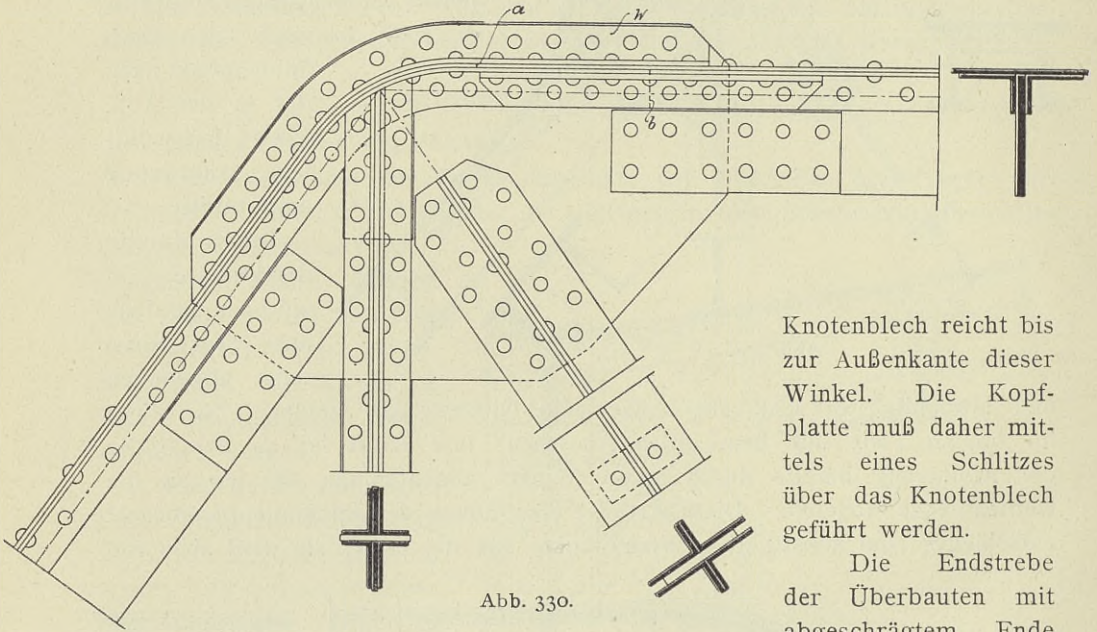 a
W
b
Knotenblech reicht bis
zur Außenkante dieser
Winkel. Die Kopf-
platte muß daher mit-
tels eines Schlitzes
über das Knotenblech
geführt werden.
Die Endstrebe
der Überbauten mit
abgeschrägtem Ende
Abb. 330.